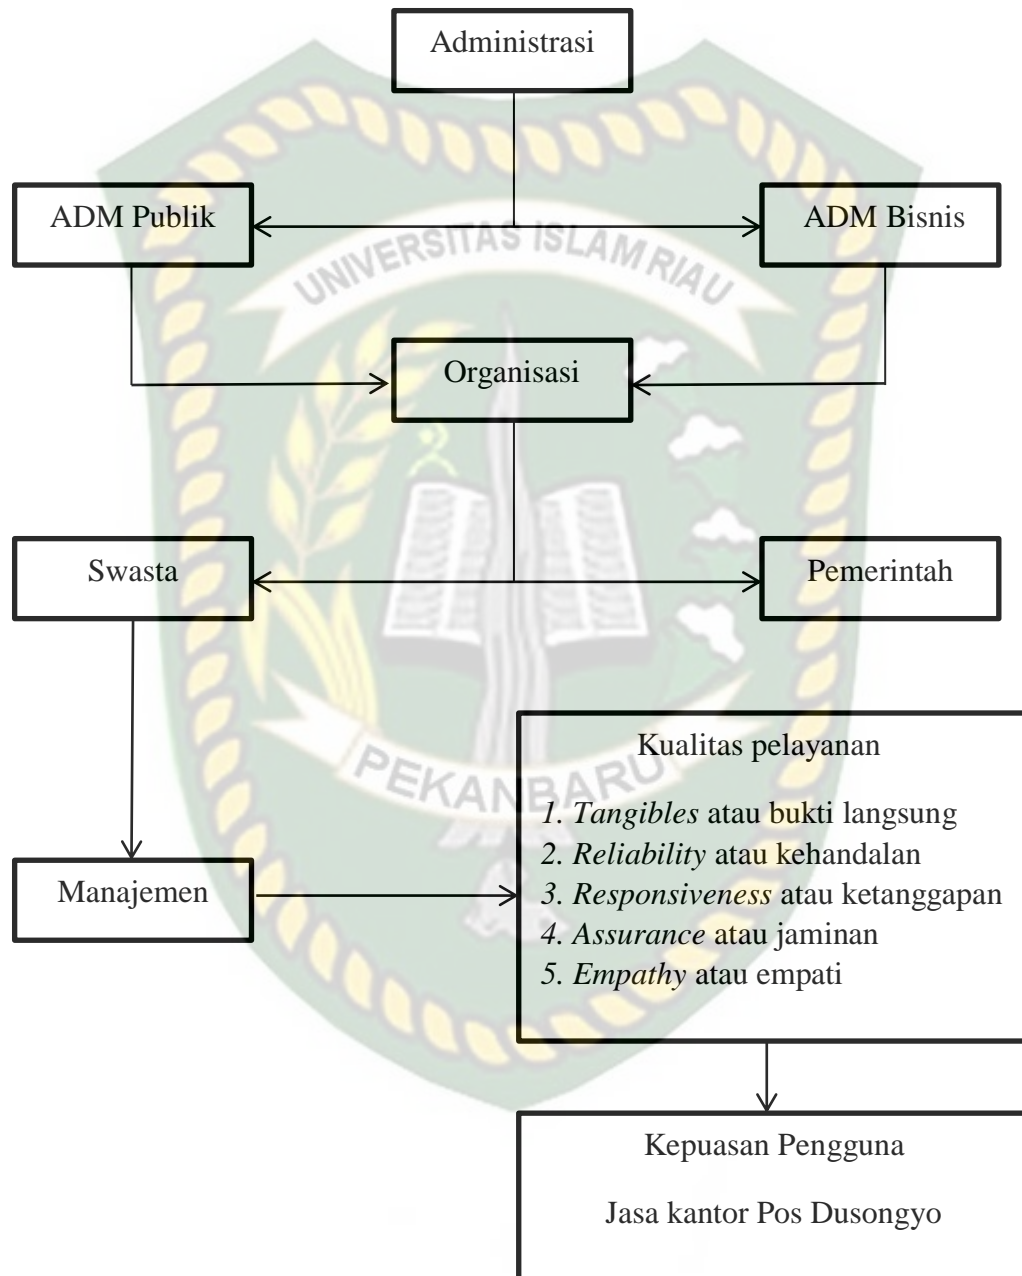 Administrasi
ADM Publik
ADM Bisnis
UNIVERSITAS ISLAM RIAU
Organisasi
Swasta
Pemerintah
Kualitas pelayanan
PEKANBARU
1. Tangibles atau bukti langsung
2. Reliability atau kehandalan
Manajemen
3. Responsiveness atau ketanggapan
4. Assurance atau jaminan
5. Empathy atau empati
Kepuasan Pengguna
Jasa kantor Pos Dusongyo